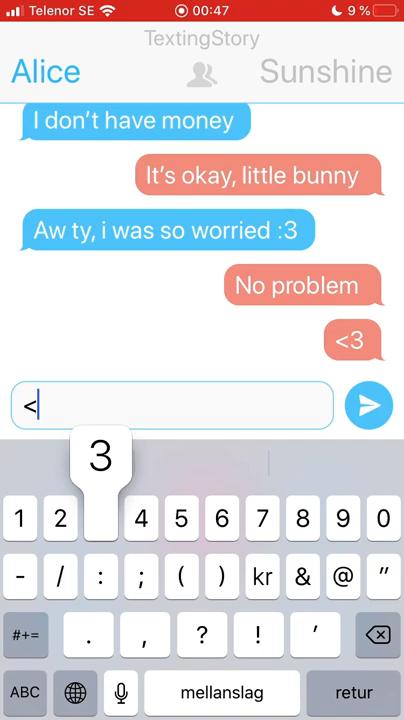 Telenor SE 00:47 9 %
TextingStory
Alice Sunshine
I don't have money
It's okay, little bunny
Aw ty, i was so worried :3
No problem
<3
<
3
1 2 4 5 6 7 8 9 0
- / : ; ( ) kr & @ ”
#+= . , ? ! ’
ABC mellanslag retur